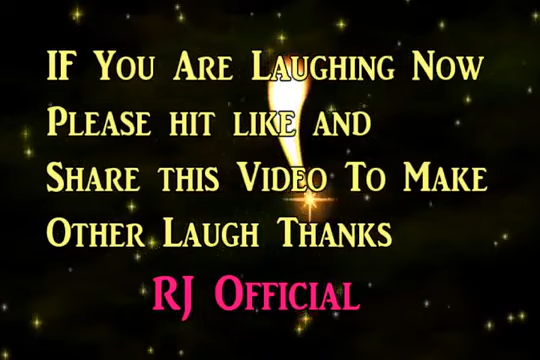 IF You Are Laughing Now
Please hit like and
Share this Video To Make
Other Laugh Thanks
RJ Official